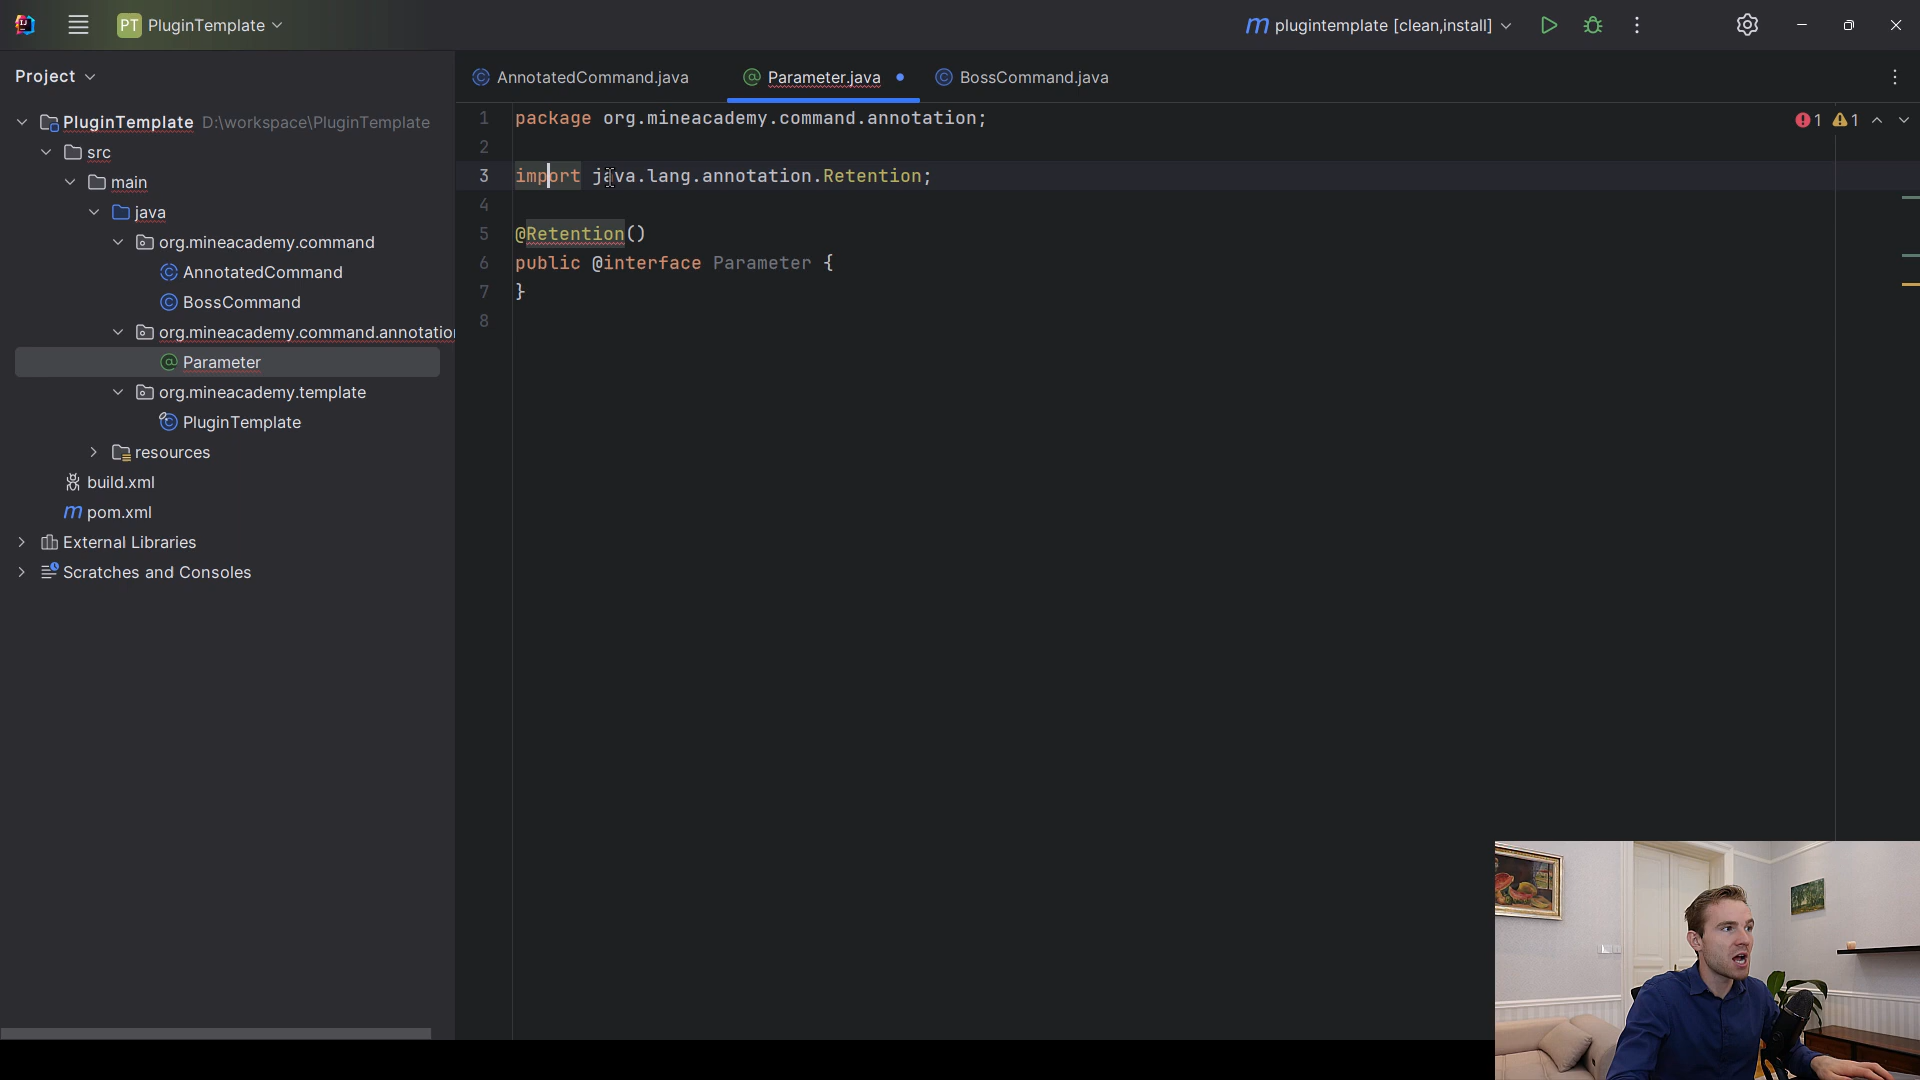 PT PluginTemplate
m plugintemplate [clean,install]
Project
AnnotatedCommand.java
Parameter.java
BossCommand.java
PluginTemplate D:\workspace\PluginTemplate
src
main
java
org.mineacademy.command
AnnotatedCommand
BossCommand
org.mineacademy.command.annotation
Parameter
org.mineacademy.template
PluginTemplate
resources
build.xml
m pom.xml
External Libraries
Scratches and Consoles
1 package org.mineacademy.command.annotation;
2
3 import java.lang.annotation.Retention;
4
5 @Retention()
6 public @interface Parameter {
7 }
8
1 1